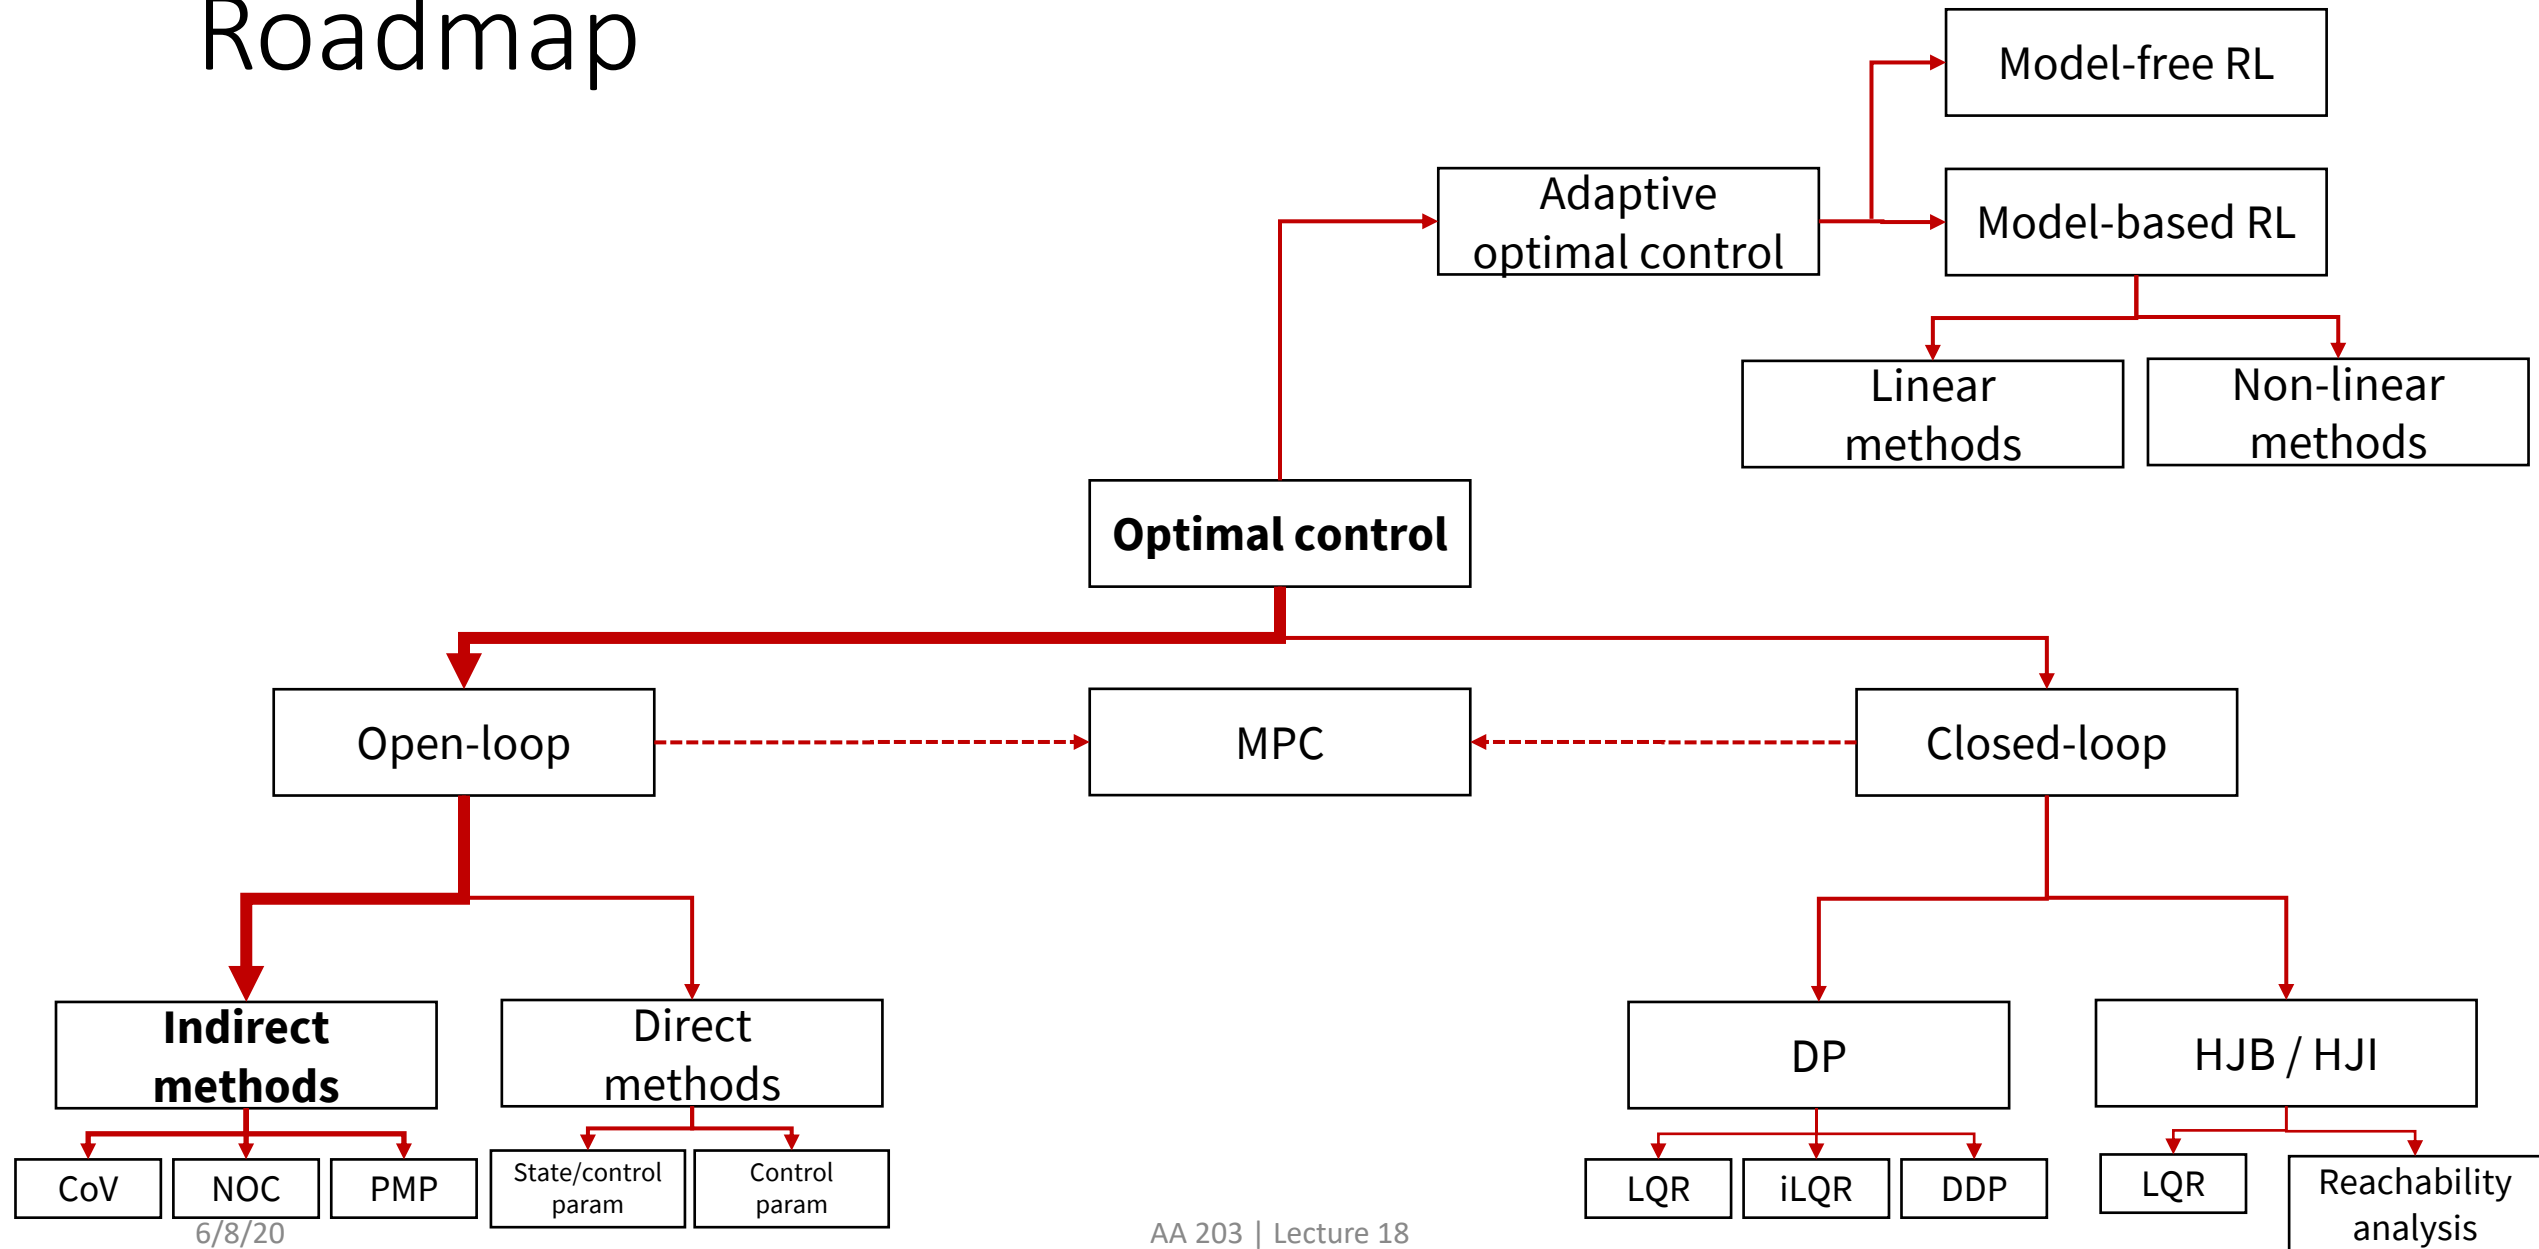 Roadmap
Model-free RL
Adaptive
optimal control
Model-based RL
Linear
methods
Non-linear
methods
Optimal control
Open-loop
MPC
Closed-loop
Indirect
methods
Direct
methods
DP
HJB / HJI
CoV
NOC
PMP
State/control
param
Control
param
LQR
iLQR
DDP
LQR
Reachability
analysis
6/8/20
AA 203 | Lecture 18